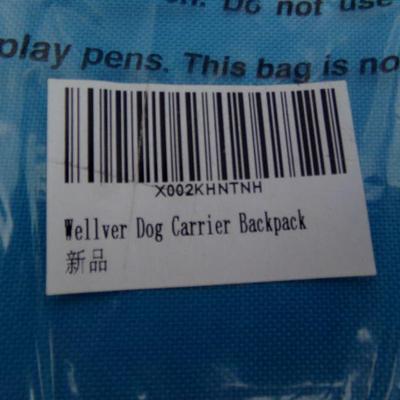 Do not use
play pens. This bag is no
X002KHNTNH
Wellver Dog Carrier Backpack
新品